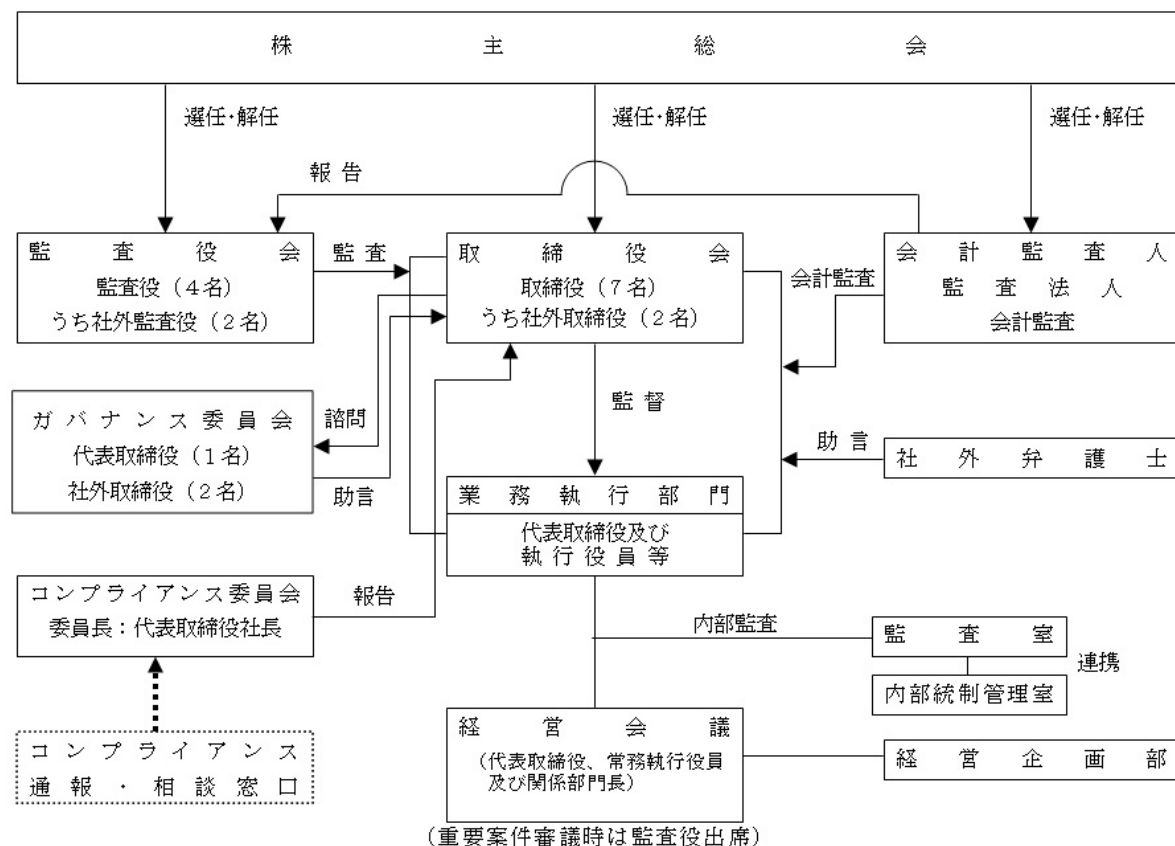 株主総会
選任・解任
選任・解任
選任・解任
報告
監査役会
監査役(4名)
うち社外監査役(2名)
監査
取締役会
取締役(7名)
うち社外取締役(2名)
会計監査
会計監査人
監査法人
会計監査
ガバナンス委員会
代表取締役(1名)
社外取締役(2名)
諮問
助言
監督
助言
社外弁護士
業務執行部門
代表取締役及び
執行役員等
コンプライアンス委員会
委員長:代表取締役社長
報告
内部監査
監査室
連携
内部統制管理室
コンプライアンス
通報・相談窓口
経営会議
(代表取締役、常務執行役員
及び関係部門長)
経営企画部
(重要案件審議時は監査役出席)